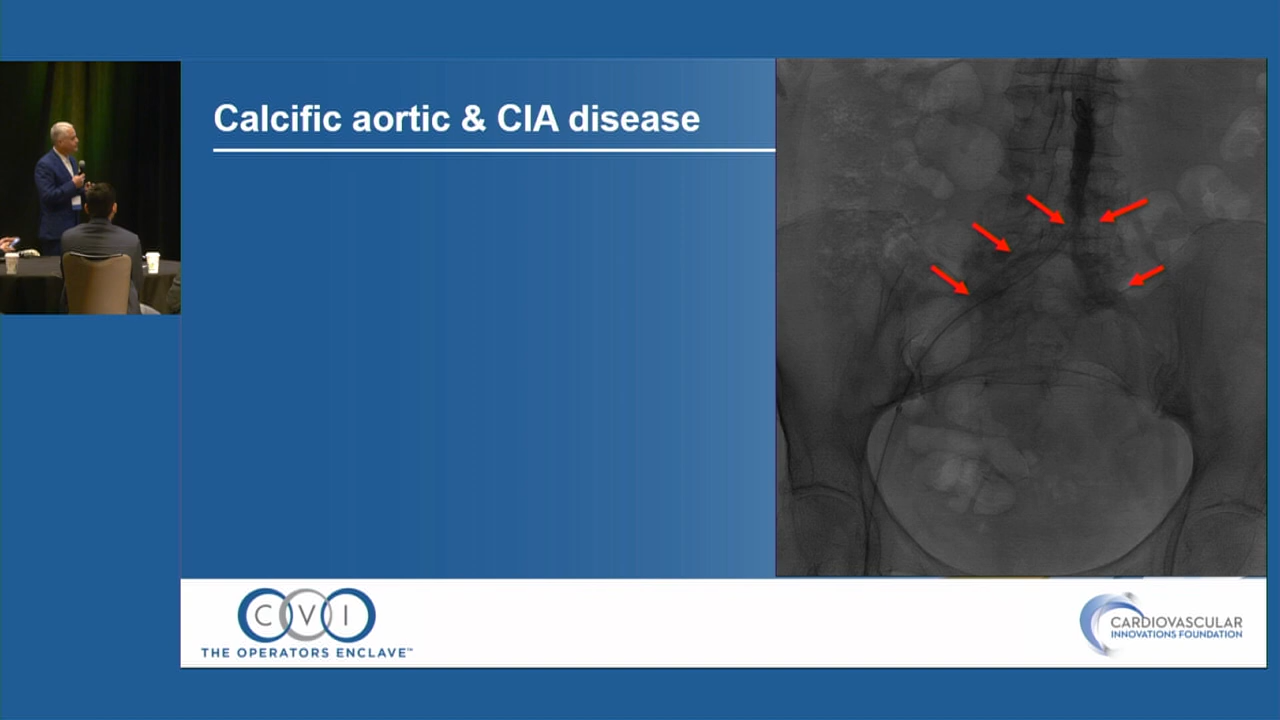 Calcific aortic & CIA disease
CVI
THE OPERATORS ENCLAVE™
CARDIOVASCULAR
INNOVATIONS FOUNDATION